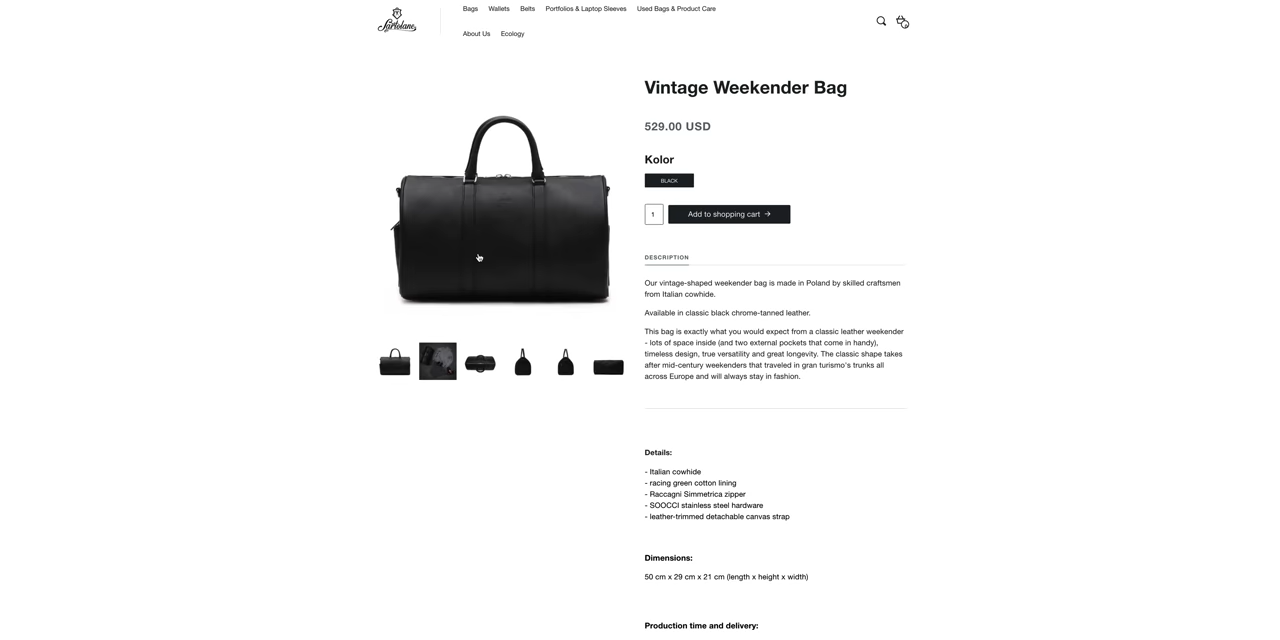 Sartolane
Bags Wallets Belts Portfolios & Laptop Sleeves Used Bags & Product Care
About Us Ecology
Vintage Weekender Bag
529.00 USD
Kolor
BLACK
1 Add to shopping cart →
DESCRIPTION
Our vintage-shaped weekender bag is made in Poland by skilled craftsmen
from Italian cowhide.
Available in classic black chrome-tanned leather.
This bag is exactly what you would expect from a classic leather weekender
- lots of space inside (and two external pockets that come in handy),
timeless design, true versatility and great longevity. The classic shape takes
after mid-century weekenders that traveled in gran turismo's trunks all
across Europe and will always stay in fashion.
Details:
- Italian cowhide
- racing green cotton lining
- Raccagni Simmetrica zipper
- SOOCCI stainless steel hardware
- leather-trimmed detachable canvas strap
Dimensions:
50 cm x 29 cm x 21 cm (length x height x width)
Production time and delivery: